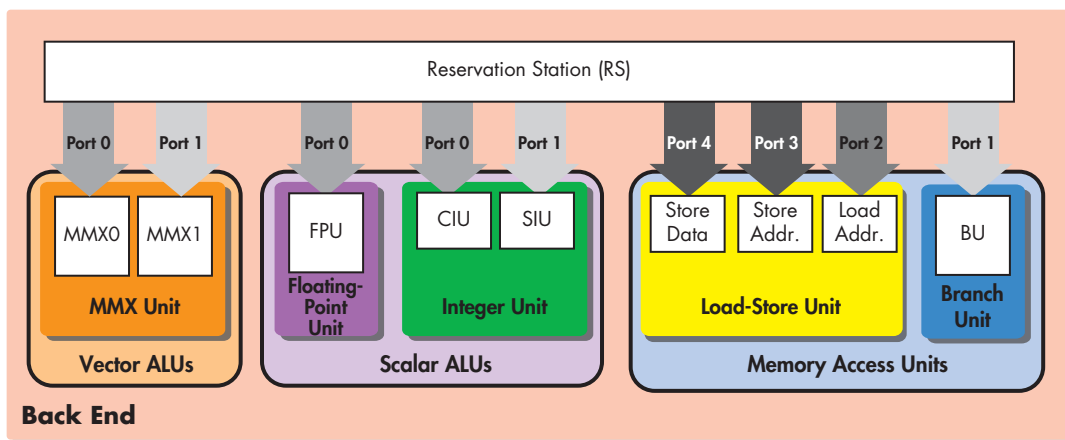 Reservation Station (RS)
Port 0
Port 1
Port 0
Port 0
Port 1
Port 4
Port 3
Port 2
Port 1
MMX0
MMX1
MMX Unit
Vector ALUs
FPU
Floating-
Point
Unit
CIU
SIU
Integer Unit
Scalar ALUs
Store
Data
Store
Addr.
Load
Addr.
Load-Store Unit
BU
Branch
Unit
Memory Access Units
Back End